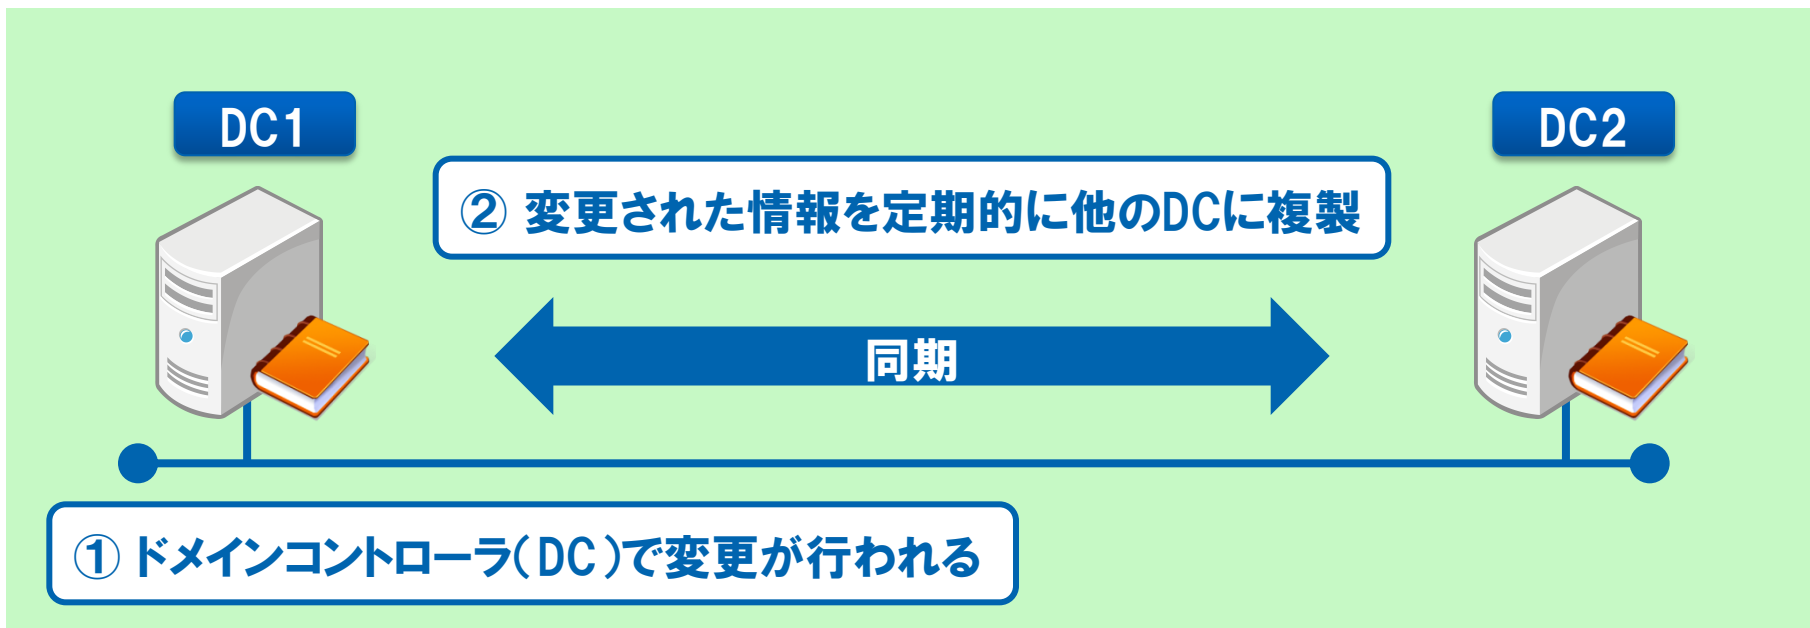 DC1
DC2
② 変更された情報を定期的に他のDCに複製
同期
① ドメインコントローラ(DC)で変更が行われる